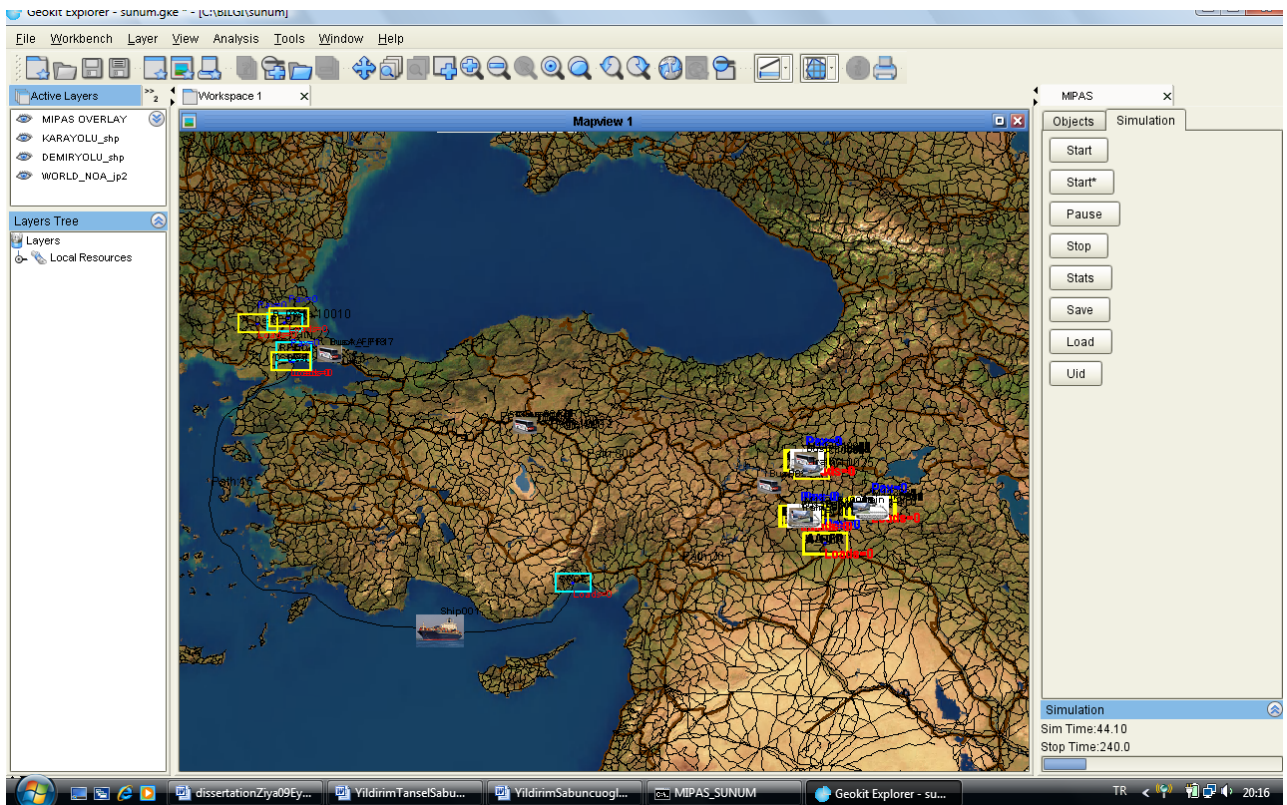 Geokit Explorer - sunum.gke * - [C:\BILGI\sunum]
File Workbench Layer View Analysis Tools Window Help
Active Layers
>>2
Workspace 1 x
MIPAS x
MIPAS OVERLAY
KARAYOLU_shp
DEMIRYOLU_shp
WORLD_NOA_jp2
Layers Tree
Layers
Local Resources
Mapview 1
Objects Simulation
Start
Start*
Pause
Stop
Stats
Save
Load
Uid
Ship001
Loads=0
Simulation
Sim Time:44.10
Stop Time:240.0
dissertationZiya09Ey...
YildirimTanselSabu...
YildirimSabuncuogl...
MIPAS_SUNUM
Geokit Explorer - su...
TR
20:16